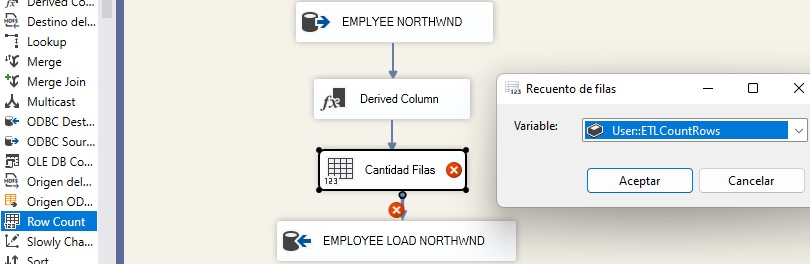 Derived Column
Destino del...
Lookup
Merge
Merge Join
Multicast
ODBC Dest...
ODBC Sour...
OLE DB Co...
Origen del...
Origen OD...
Row Count
Slowly Cha...
Sort
EMPLYEE NORTHWND
Derived Column
Cantidad Filas
EMPLOYEE LOAD NORTHWND
Recuento de filas
Variable:
User::ETLCountRows
Aceptar
Cancelar